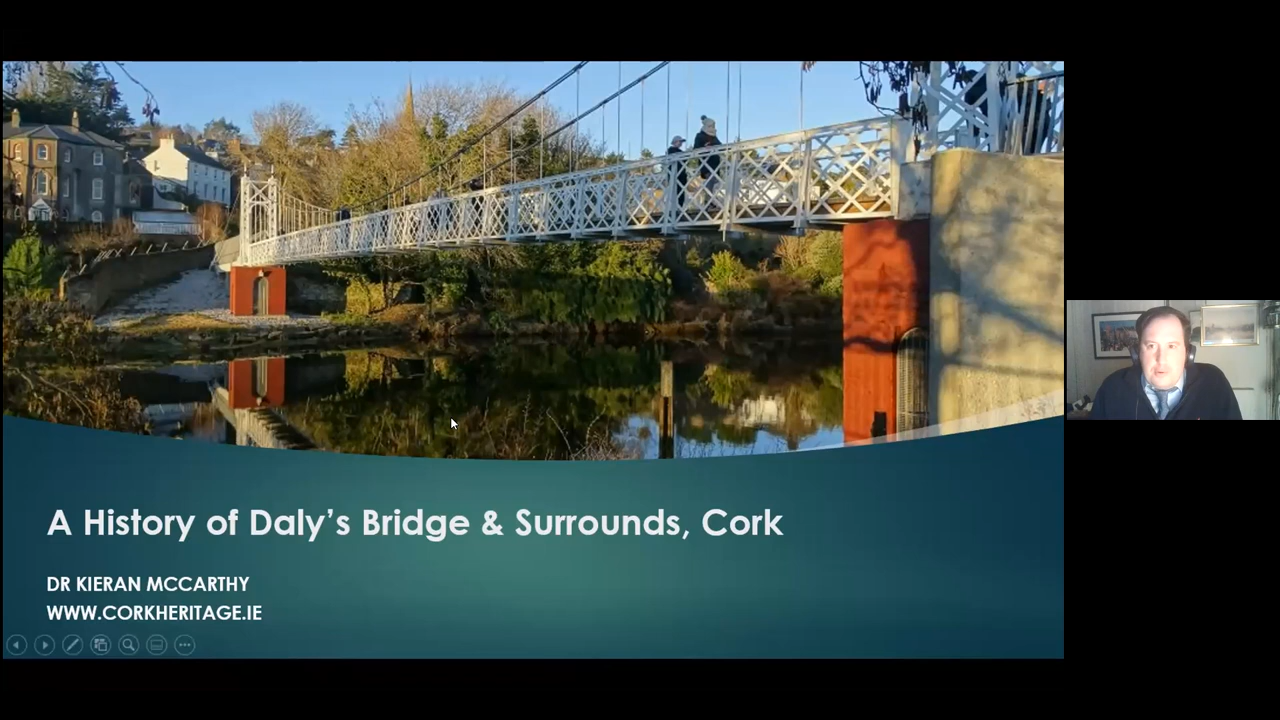 A History of Daly's Bridge & Surrounds, Cork
DR KIERAN MCCARTHY
WWW.CORKHERITAGE.IE